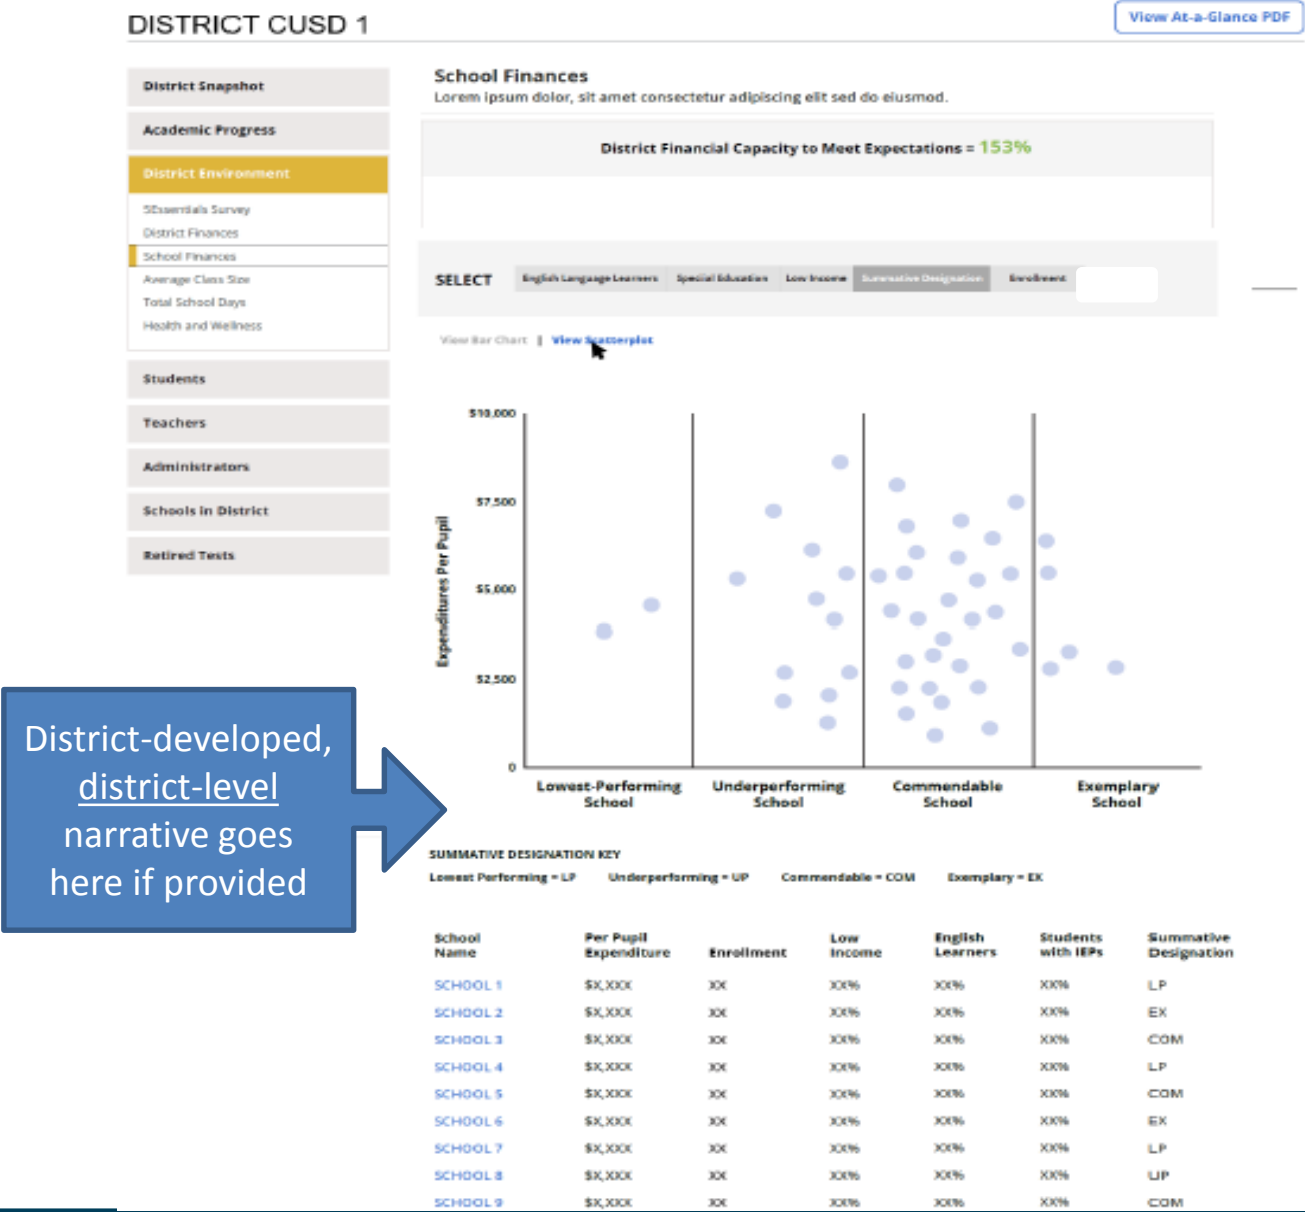 DISTRICT CUSD 1
View At-a-Glance PDF
District Snapshot
Academic Progress
District Environment
5Essentials Survey
District Finances
School Finances
Average Class Size
Total School Days
Health and Wellness
Students
Teachers
Administrators
Schools in District
Retired Tests
School Finances
Lorem ipsum dolor, sit amet consectetur adipiscing elit sed do eiusmod.
District Financial Capacity to Meet Expectations = 153%
SELECT English Language Learners Special Education Low Income Summative Designation Enrollment
View Bar Chart | View Scatterplot
$10,000
$7,500
$5,000
$2,500
0
Expenditures Per Pupil
Lowest-Performing School
Underperforming School
Commendable School
Exemplary School
District-developed,
district-level
narrative goes
here if provided
SUMMATIVE DESIGNATION KEY
Lowest Performing = LP Underperforming = UP Commendable = COM Exemplary = EX
School Name Per Pupil Expenditure Enrollment Low Income English Learners Students with IEPs Summative Designation
SCHOOL 1 $X,XXX XX XX% XX% XX% LP
SCHOOL 2 $X,XXX XX XX% XX% XX% EX
SCHOOL 3 $X,XXX XX XX% XX% XX% COM
SCHOOL 4 $X,XXX XX XX% XX% XX% LP
SCHOOL 5 $X,XXX XX XX% XX% XX% COM
SCHOOL 6 $X,XXX XX XX% XX% XX% EX
SCHOOL 7 $X,XXX XX XX% XX% XX% LP
SCHOOL 8 $X,XXX XX XX% XX% XX% UP
SCHOOL 9 $X,XXX XX XX% XX% XX% COM